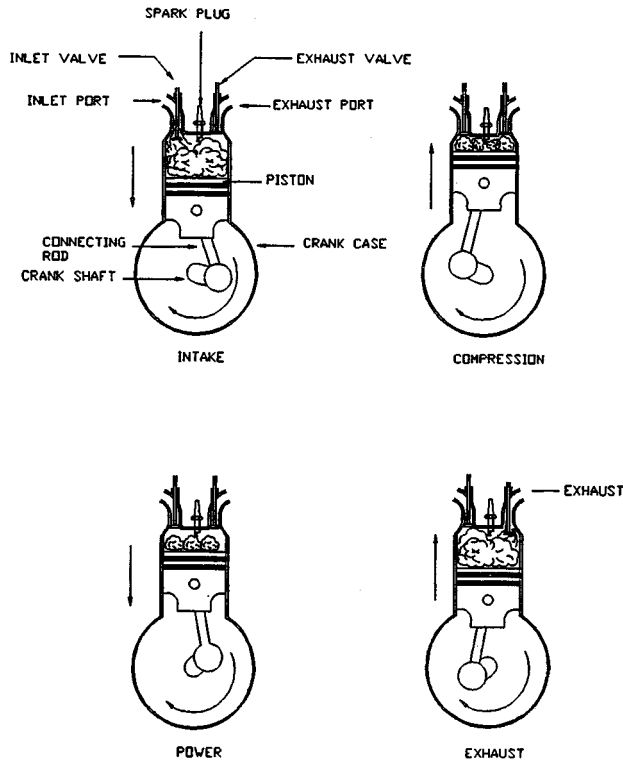 SPARK PLUG
INLET VALVE
EXHAUST VALVE
INLET PORT
EXHAUST PORT
PISTON
CONNECTING
ROD
CRANK CASE
CRANK SHAFT
INTAKE
COMPRESSION
EXHAUST
POWER
EXHAUST